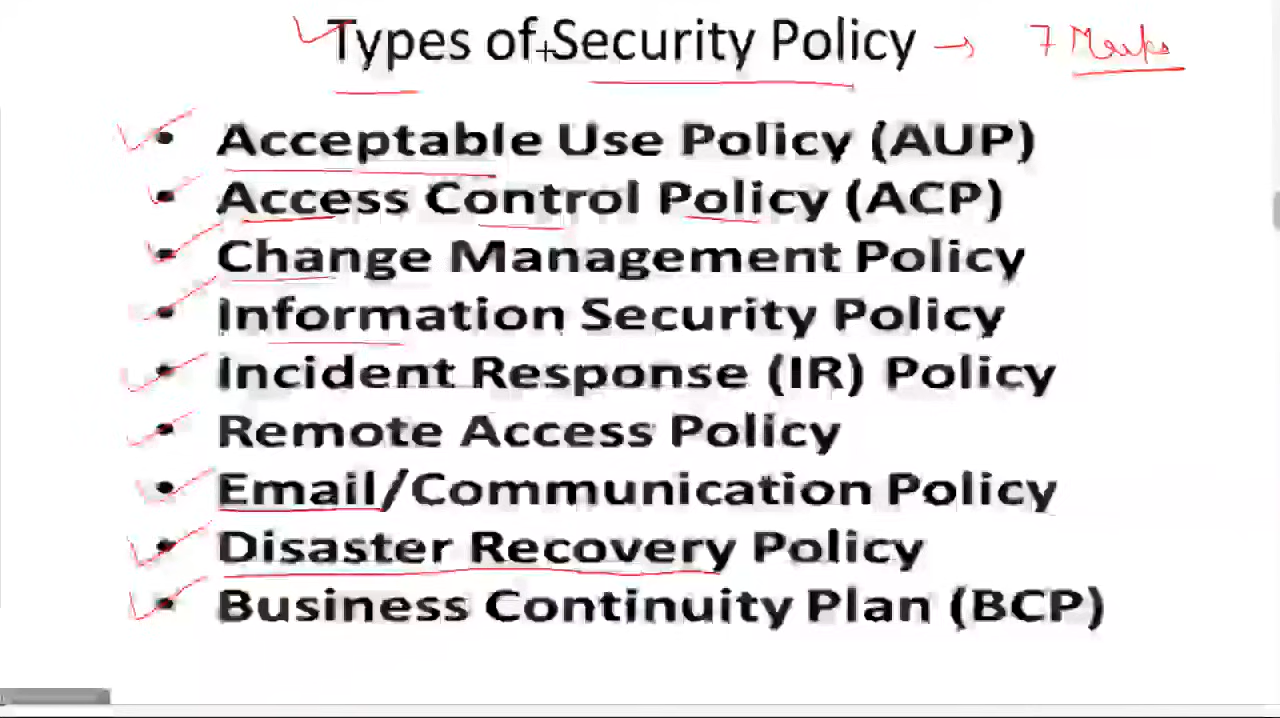 Types of Security Policy → 7 Marks
• Acceptable Use Policy (AUP)
• Access Control Policy (ACP)
• Change Management Policy
• Information Security Policy
• Incident Response (IR) Policy
• Remote Access Policy
• Email/Communication Policy
• Disaster Recovery Policy
• Business Continuity Plan (BCP)